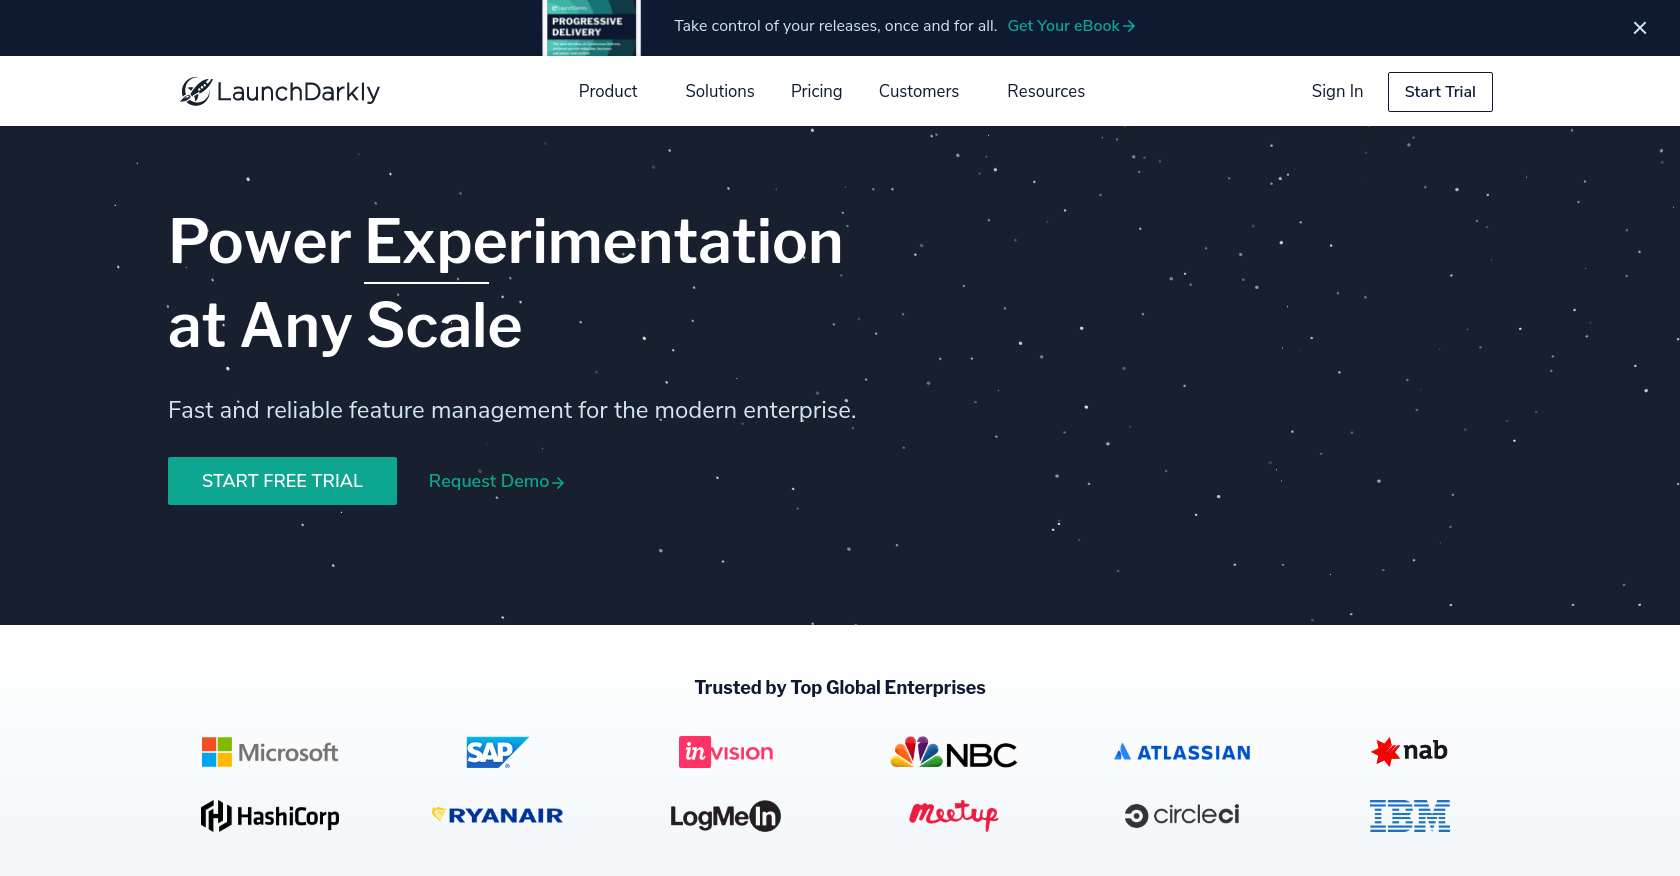 LaunchDarkly
PROGRESSIVE
DELIVERY
Take control of your releases, once and for all. Get Your eBook
LaunchDarkly
Product
Solutions
Pricing
Customers
Resources
Sign In
Start Trial
Power Experimentation
at Any Scale
Fast and reliable feature management for the modern enterprise.
START FREE TRIAL
Request Demo
Trusted by Top Global Enterprises
Microsoft
SAP
inVISION
NBC
ATLASSIAN
nab
HashiCorp
RYANAIR
LogMeIn
Meetup
circleci
IBM